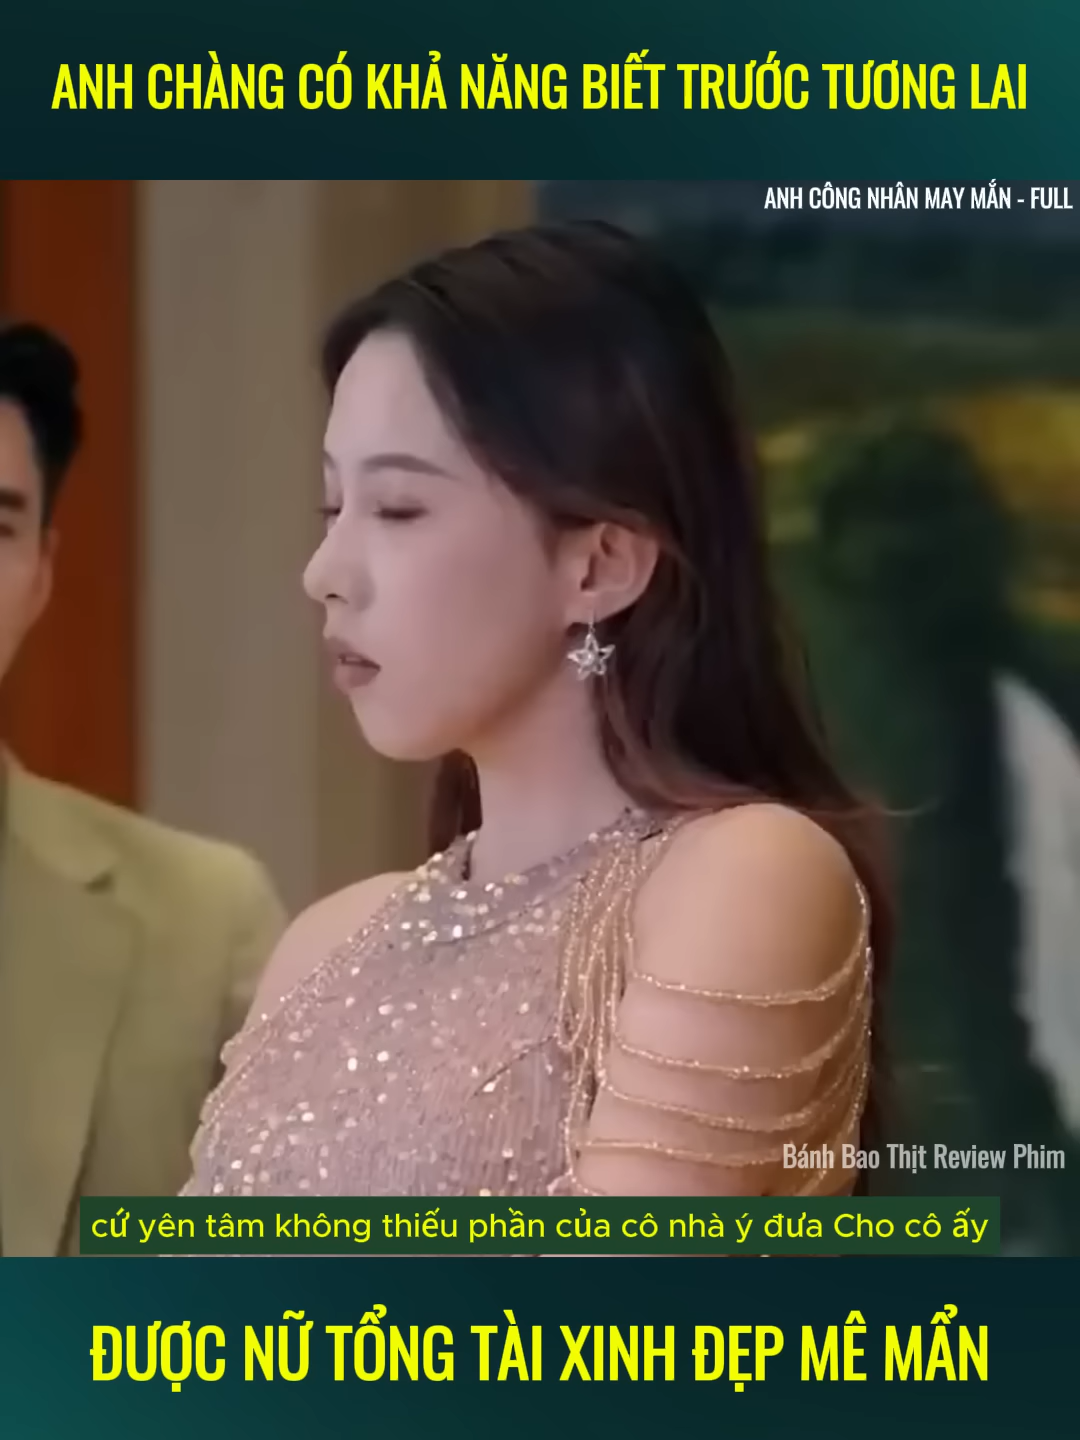 ANH CHÀNG CÓ KHẢ NĂNG BIẾT TRƯỚC TƯƠNG LAI
ANH CÔNG NHÂN MAY MẮN - FULL
Bánh Bao Thịt Review Phim
cứ yên tâm không thiếu phần của cô nhà ý đưa Cho cô ấy
ĐƯỢC NỮ TỔNG TÀI XINH ĐẸP MÊ MẨN